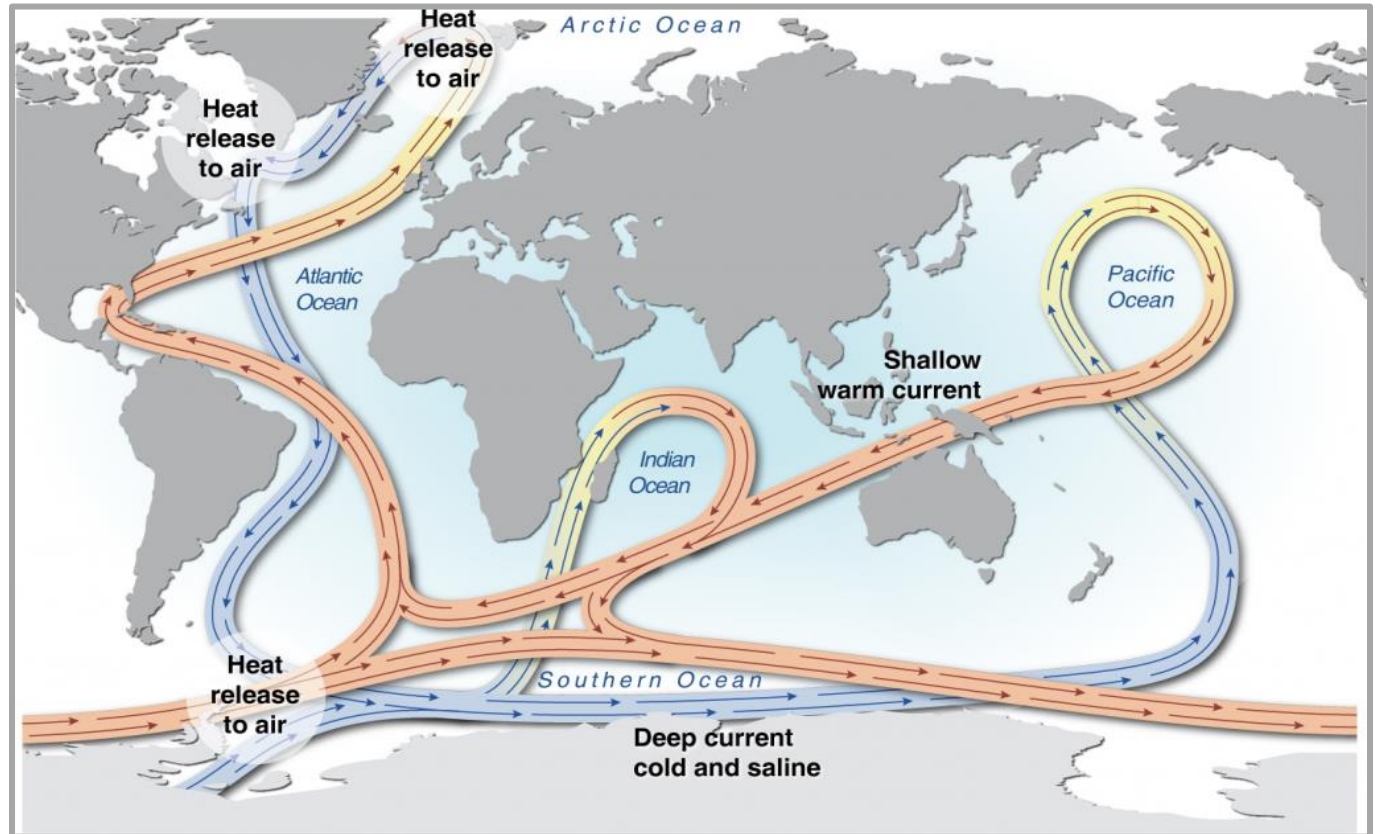 Heat
release
to air
Arctic Ocean
Heat
release
to air
Atlantic
Ocean
Pacific
Ocean
Shallow
warm current
Indian
Ocean
Heat
release
to air
Southern Ocean
Deep current
cold and saline